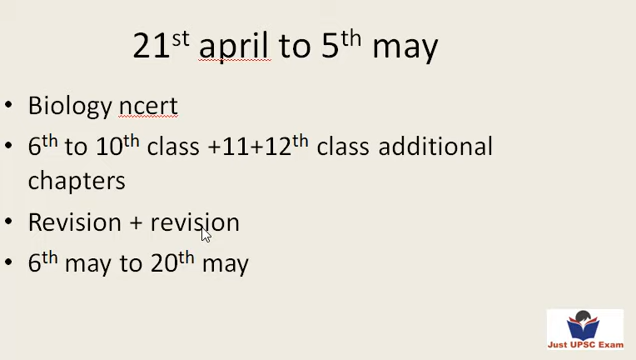 21st april to 5th may
• Biology ncert
• 6th to 10th class +11+12th class additional
chapters
• Revision + revision
• 6th may to 20th may
Just UPSC Exam